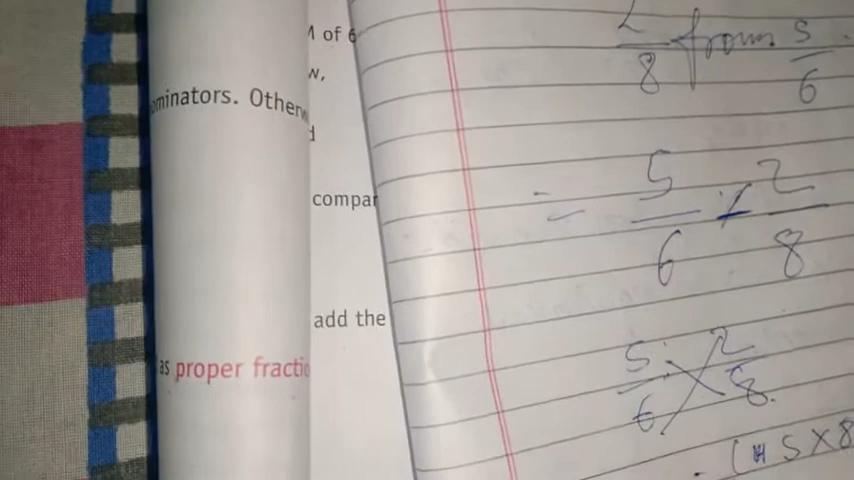 M of 6
w,
ominators. Otherw
d
compar
add the
as proper fractio
2/8 from 5/6
= 5/6 - 2/8
5/6 × 2/8
(5×8